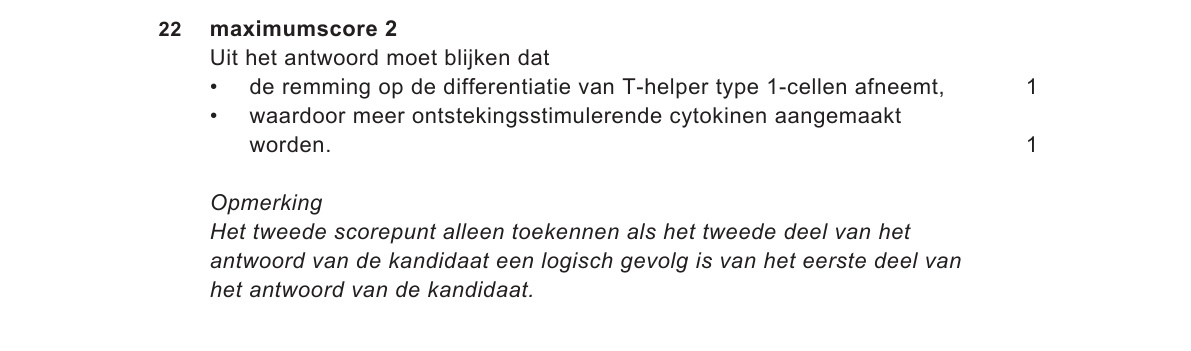 22 maximumscore 2
Uit het antwoord moet blijken dat
• de remming op de differentiatie van T-helper type 1-cellen afneemt, 1
• waardoor meer ontstekingsstimulerende cytokinen aangemaakt
worden. 1
Opmerking
Het tweede scorepunt alleen toekennen als het tweede deel van het
antwoord van de kandidaat een logisch gevolg is van het eerste deel van
het antwoord van de kandidaat.